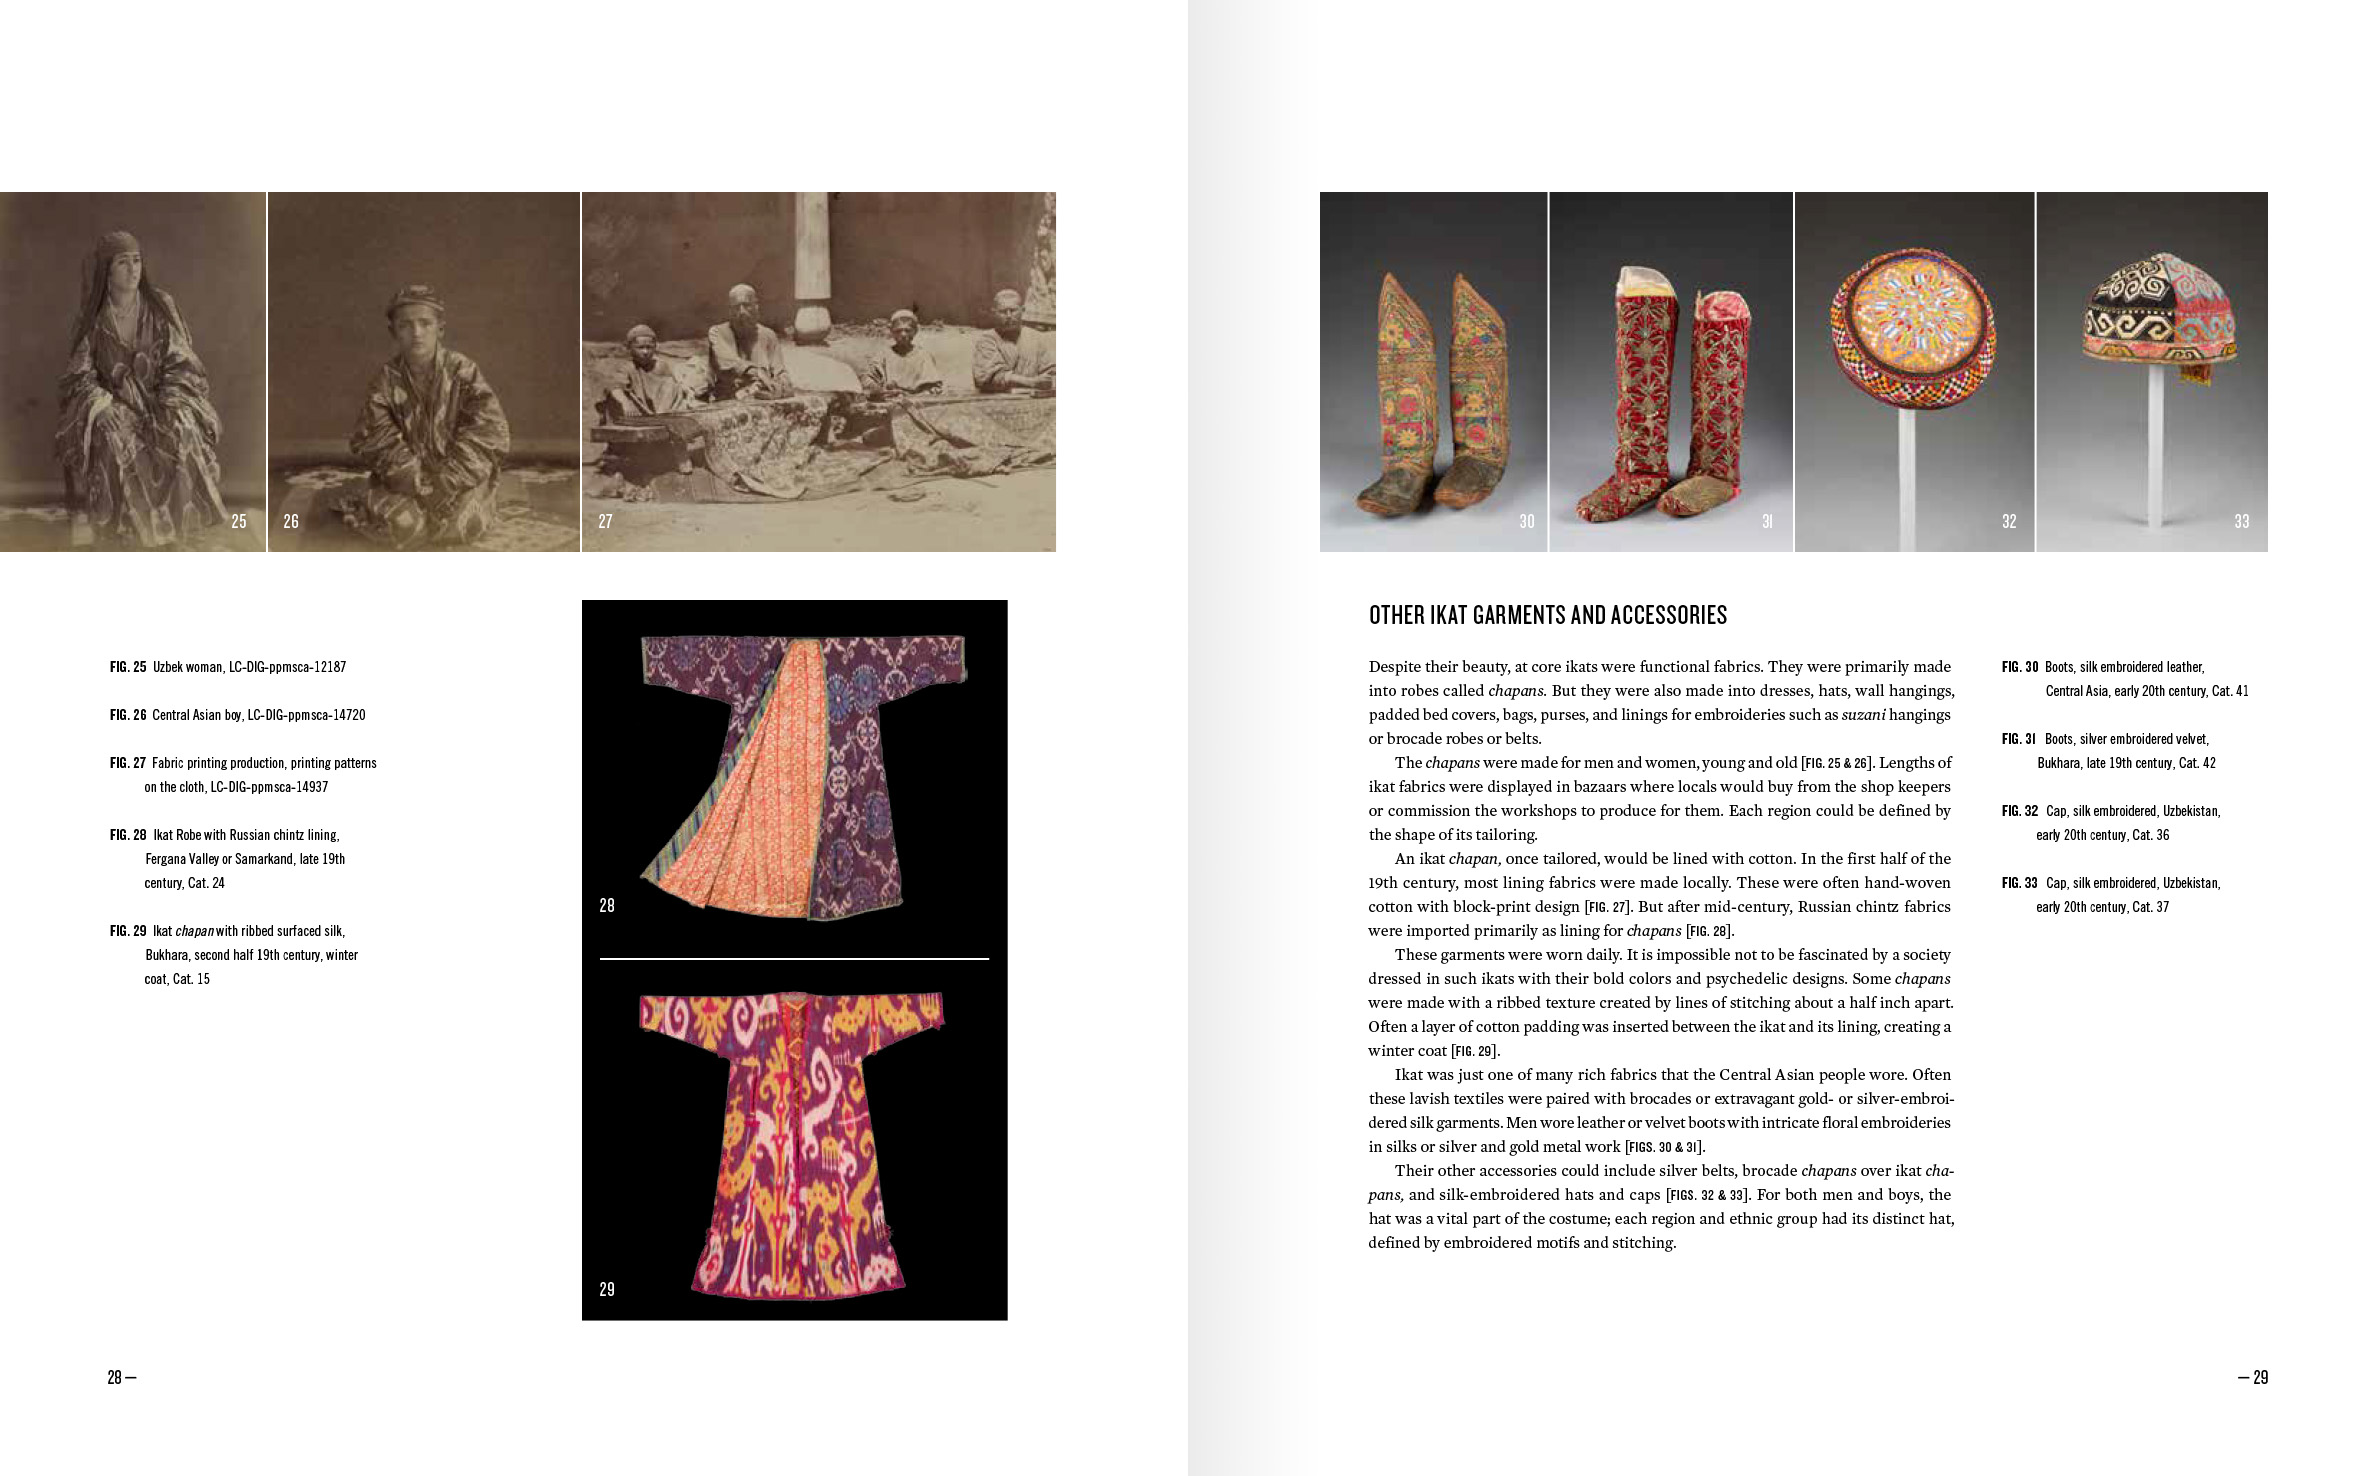 25
26
27
30
31
32
33
FIG. 25 Uzbek woman, LC-DIG-ppmsca-12187
FIG. 26 Central Asian boy, LC-DIG-ppmsca-14720
FIG. 27 Fabric printing production, printing patterns
on the cloth, LC-DIG-ppmsca-14937
FIG. 28 Ikat Robe with Russian chintz lining,
Fergana Valley or Samarkand, late 19th
century, Cat. 24
FIG. 29 Ikat chapan with ribbed surfaced silk,
Bukhara, second half 19th century, winter
coat, Cat. 15
28
29
28 —
OTHER IKAT GARMENTS AND ACCESSORIES
Despite their beauty, at core ikats were functional fabrics. They were primarily made
into robes called chapans. But they were also made into dresses, hats, wall hangings,
padded bed covers, bags, purses, and linings for embroideries such as suzani hangings
or brocade robes or belts.
The chapans were made for men and women, young and old [FIG. 25 & 26]. Lengths of
ikat fabrics were displayed in bazaars where locals would buy from the shop keepers
or commission the workshops to produce for them. Each region could be defined by
the shape of its tailoring.
An ikat chapan, once tailored, would be lined with cotton. In the first half of the
19th century, most lining fabrics were made locally. These were often hand-woven
cotton with block-print design [FIG. 27]. But after mid-century, Russian chintz fabrics
were imported primarily as lining for chapans [FIG. 28].
These garments were worn daily. It is impossible not to be fascinated by a society
dressed in such ikats with their bold colors and psychedelic designs. Some chapans
were made with a ribbed texture created by lines of stitching about a half inch apart.
Often a layer of cotton padding was inserted between the ikat and its lining, creating a
winter coat [FIG. 29].
Ikat was just one of many rich fabrics that the Central Asian people wore. Often
these lavish textiles were paired with brocades or extravagant gold- or silver-embroi-
dered silk garments. Men wore leather or velvet boots with intricate floral embroideries
in silks or silver and gold metal work [FIGS. 30 & 31].
Their other accessories could include silver belts, brocade chapans over ikat cha-
pans, and silk-embroidered hats and caps [FIGS. 32 & 33]. For both men and boys, the
hat was a vital part of the costume; each region and ethnic group had its distinct hat,
defined by embroidered motifs and stitching.
FIG. 30 Boots, silk embroidered leather,
Central Asia, early 20th century, Cat. 41
FIG. 31 Boots, silver embroidered velvet,
Bukhara, late 19th century, Cat. 42
FIG. 32 Cap, silk embroidered, Uzbekistan,
early 20th century, Cat. 36
FIG. 33 Cap, silk embroidered, Uzbekistan,
early 20th century, Cat. 37
— 29